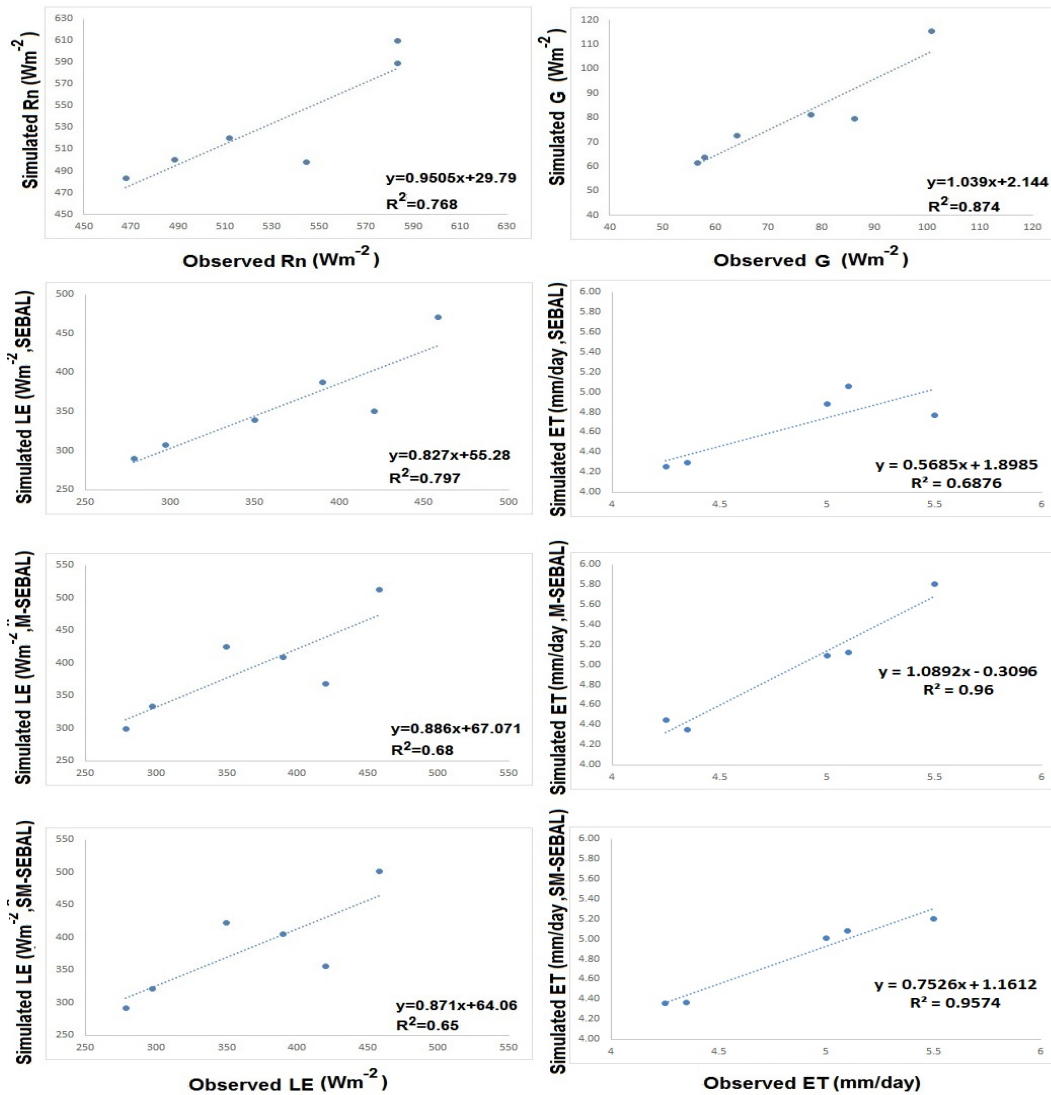 Simulated Rn (Wm-2)
630
610
590
570
550
530
510
490
470
450
y=0.9505x+29.79
R2=0.768
450 470 490 510 530 550 570 590 610 630
Observed Rn (Wm-2)
Simulated G (Wm-2)
120
110
100
90
80
70
60
50
40
y=1.039x+2.144
R2=0.874
40 50 60 70 80 90 100 110 120
Observed G (Wm-2)
Simulated LE (Wm-2,SEBAL)
500
450
400
350
300
250
y=0.827x+55.28
R2=0.797
250 300 350 400 450 500
Simulated ET (mm/day ,SEBAL)
6.00
5.80
5.60
5.40
5.20
5.00
4.80
4.60
4.40
4.20
4.00
y = 0.5685x + 1.8985
R² = 0.6876
4 4.5 5 5.5 6
Simulated LE (Wm-2,M-SEBAL)
550
500
450
400
350
300
250
y=0.886x+67.071
R2=0.68
250 300 350 400 450 500 550
Simulated ET (mm/day ,M-SEBAL)
6.00
5.80
5.60
5.40
5.20
5.00
4.80
4.60
4.40
4.20
4.00
y = 1.0892x - 0.3096
R² = 0.96
4 4.5 5 5.5 6
Simulated LE (Wm-2,SM-SEBAL)
550
500
450
400
350
300
250
y=0.871x+64.06
R2=0.65
250 300 350 400 450 500 550
Observed LE (Wm-2)
Simulated ET (mm/day ,SM-SEBAL)
6.00
5.80
5.60
5.40
5.20
5.00
4.80
4.60
4.40
4.20
4.00
y = 0.7526x + 1.1612
R² = 0.9574
4 4.5 5 5.5 6
Observed ET (mm/day)